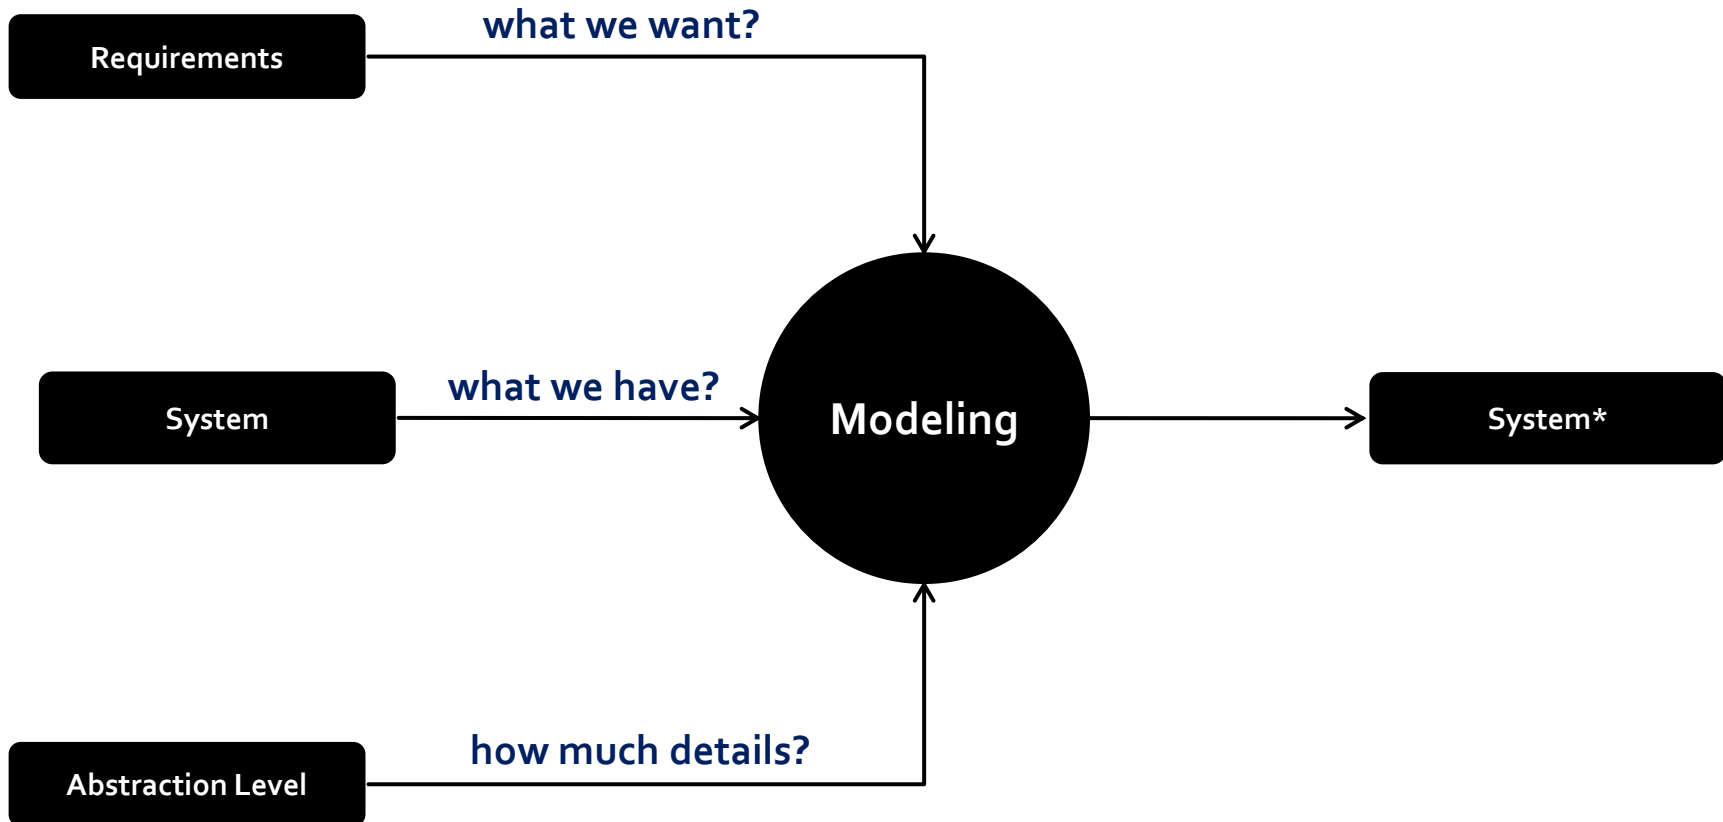 what we want?
Requirements
what we have?
System
Modeling
System*
how much details?
Abstraction Level